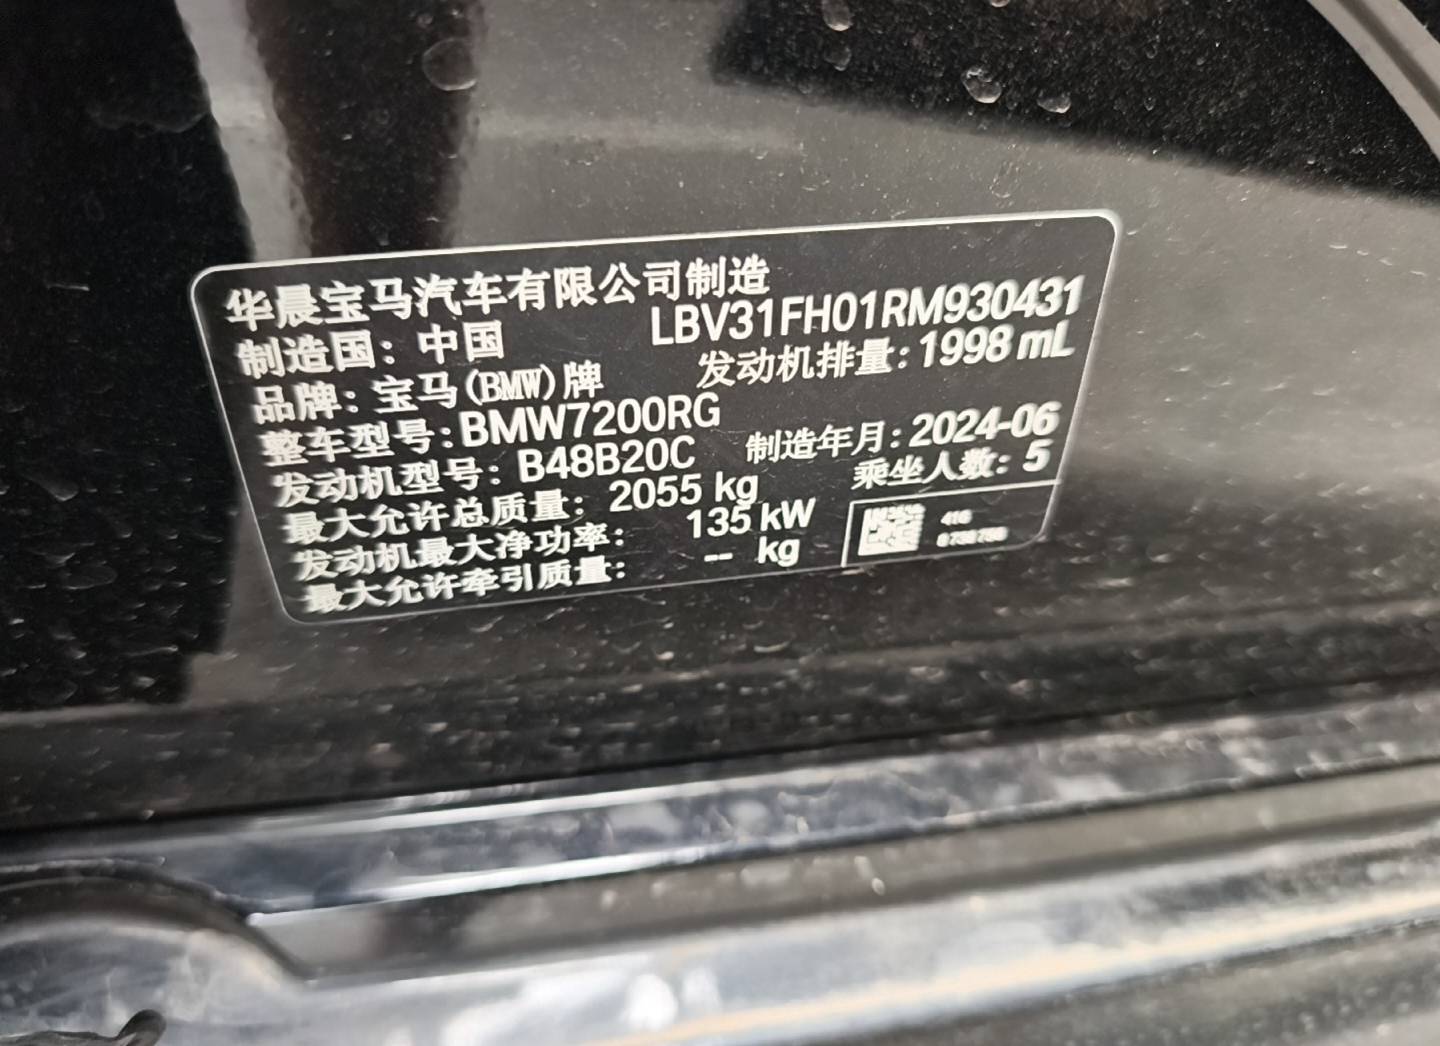 华晨宝马汽车有限公司制造
LBV31FH01RM930431
制造国：中国
发动机排量：1998 mL
品牌：宝马(BMW)牌
整车型号：BMW7200RG
制造年月：2024-06
发动机型号：B48B20C
乘坐人数：5
最大允许总质量：2055 kg
发动机最大净功率：135 kW
最大允许牵引质量：-- kg
416